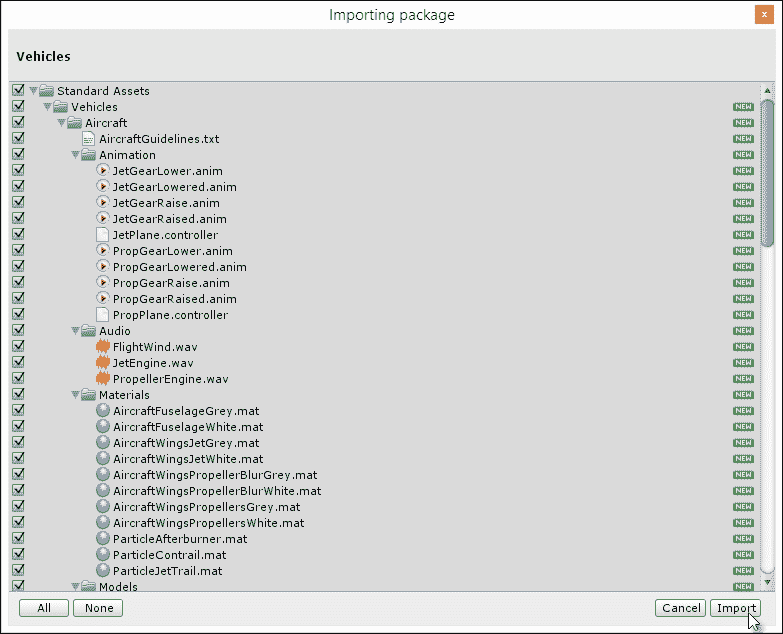 Importing package
x
Vehicles
Standard Assets
Vehicles NEW
Aircraft NEW
AircraftGuidelines.txt NEW
Animation NEW
JetGearLower.anim NEW
JetGearLowered.anim NEW
JetGearRaise.anim NEW
JetGearRaised.anim NEW
JetPlane.controller NEW
PropGearLower.anim NEW
PropGearLowered.anim NEW
PropGearRaise.anim NEW
PropGearRaised.anim NEW
PropPlane.controller NEW
Audio NEW
FlightWind.wav NEW
JetEngine.wav NEW
PropellerEngine.wav NEW
Materials NEW
AircraftFuselageGrey.mat NEW
AircraftFuselageWhite.mat NEW
AircraftWingsJetGrey.mat NEW
AircraftWingsJetWhite.mat NEW
AircraftWingsPropellerBlurGrey.mat NEW
AircraftWingsPropellerBlurWhite.mat NEW
AircraftWingsPropellersGrey.mat NEW
AircraftWingsPropellersWhite.mat NEW
ParticleAfterburner.mat NEW
ParticleContrail.mat NEW
ParticleJetTrail.mat NEW
Models NEW
All None Cancel Import